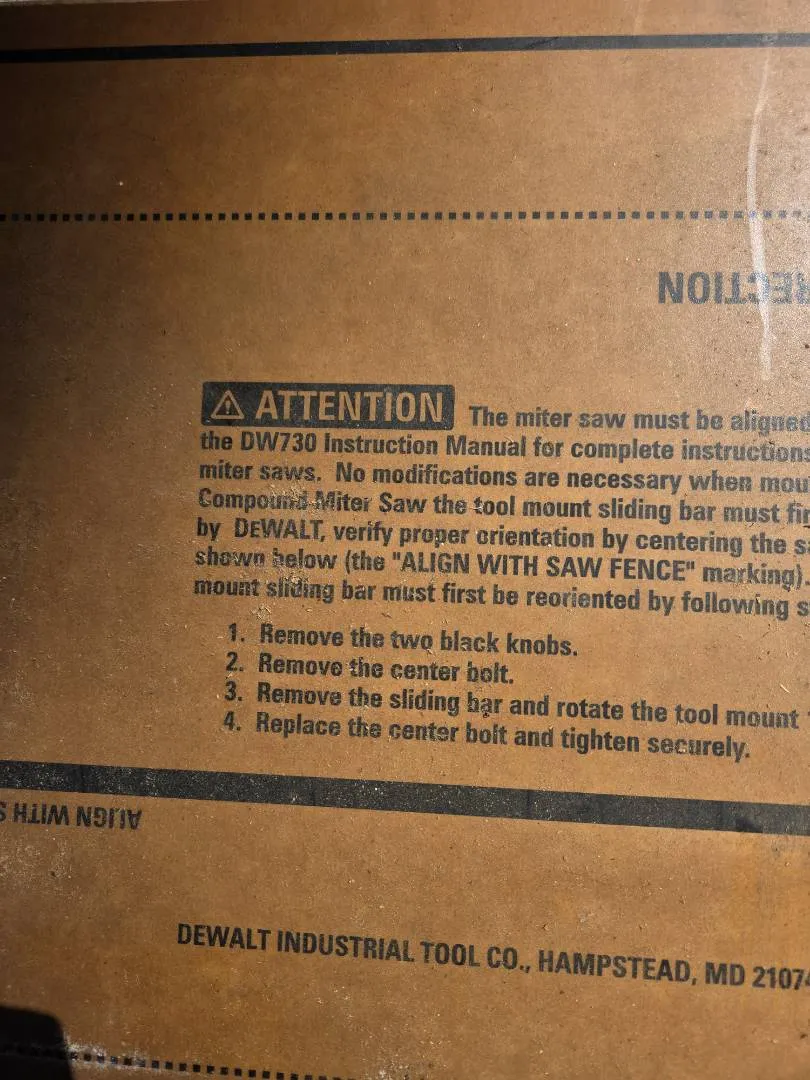 RECTION
⚠ ATTENTION The miter saw must be aligned
the DW730 Instruction Manual for complete instructions
miter saws. No modifications are necessary when mou
Compound Miter Saw the tool mount sliding bar must fir
by DEWALT, verify proper orientation by centering the s
shown below (the "ALIGN WITH SAW FENCE" marking).
mount sliding bar must first be reoriented by following s
1. Remove the two black knobs.
2. Remove the center bolt.
3. Remove the sliding bar and rotate the tool mount
4. Replace the center bolt and tighten securely.
ALIGN WITH S
DEWALT INDUSTRIAL TOOL CO., HAMPSTEAD, MD 21074